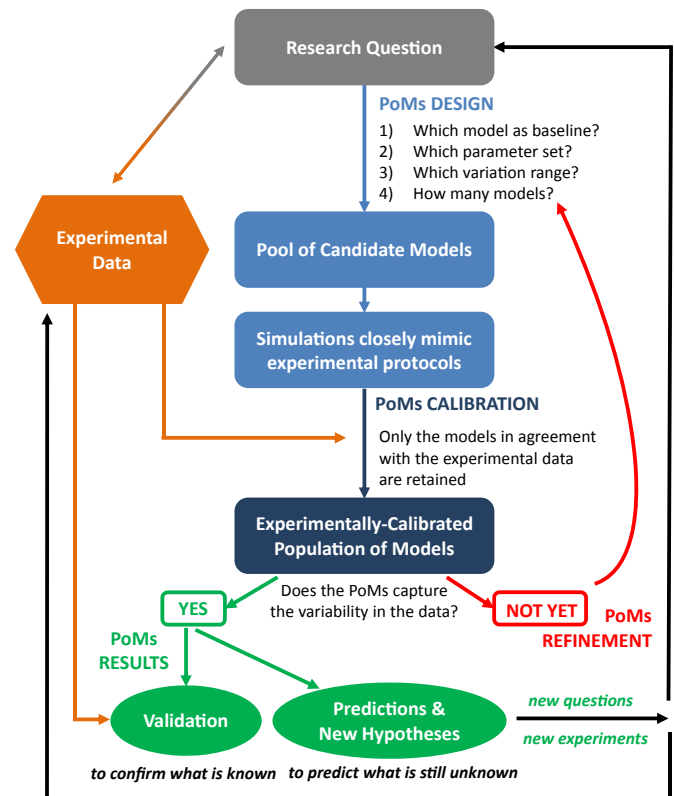 Research Question
PoMs DESIGN
1) Which model as baseline?
2) Which parameter set?
3) Which variation range?
4) How many models?
Experimental
Data
Pool of Candidate Models
Simulations closely mimic
experimental protocols
PoMs CALIBRATION
Only the models in agreement
with the experimental data
are retained
Experimentally-Calibrated
Population of Models
Does the PoMs capture
the variability in the data?
YES
NOT YET
PoMs
REFINEMENT
PoMs
RESULTS
Validation
Predictions &
New Hypotheses
new questions
new experiments
to confirm what is known
to predict what is still unknown